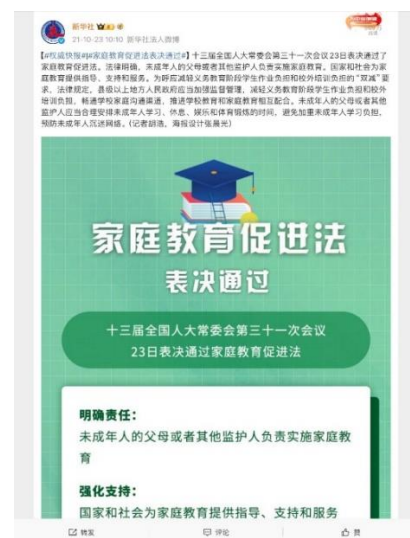 新华社
21-10-23 10:10 新华社法人微博
【#权威快报#|#家庭教育促进法表决通过#】十三届全国人大常委会第三十一次会议23日表决通过了
家庭教育促进法。法律明确，未成年人的父母或者其他监护人负责实施家庭教育，国家和社会为家
庭教育提供指导、支持和服务。为呼应减轻义务教育阶段学生作业负担和校外培训负担的“双减”要
求，法律规定，县级以上地方人民政府应当加强监督管理，减轻义务教育阶段学生作业负担和校外
培训负担，畅通学校家庭沟通渠道，推进学校教育和家庭教育相互配合。未成年人的父母或者其他
监护人应当合理安排未成年人学习、休息、娱乐和体育锻炼的时间，避免加重未成年人学习负担，
预防未成年人沉迷网络。（记者胡浩，海报设计张晨光）
家庭教育促进法
表决通过
十三届全国人大常委会第三十一次会议
23日表决通过家庭教育促进法
明确责任：
未成年人的父母或者其他监护人负责实施家庭教
育
强化支持：
国家和社会为家庭教育提供指导、支持和服务
转发 评论 赞